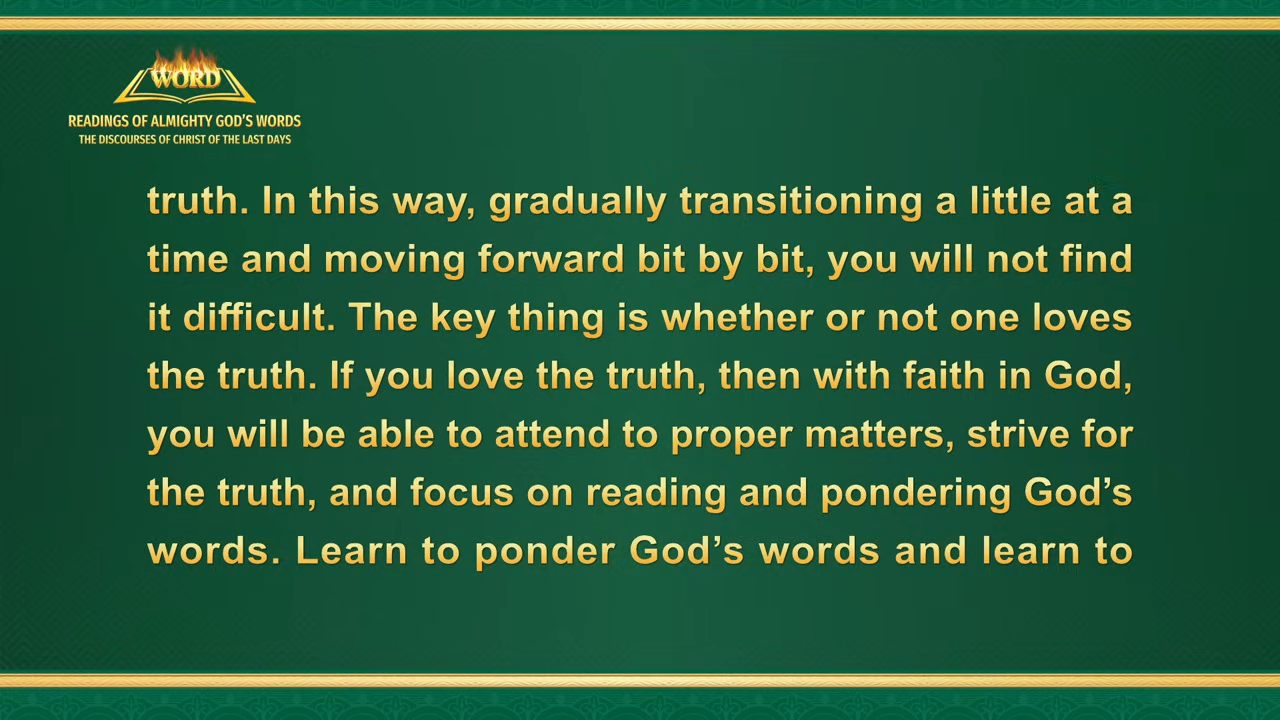 WORD
READINGS OF ALMIGHTY GOD'S WORDS
THE DISCOURSES OF CHRIST OF THE LAST DAYS
truth. In this way, gradually transitioning a little at a
time and moving forward bit by bit, you will not find
it difficult. The key thing is whether or not one loves
the truth. If you love the truth, then with faith in God,
you will be able to attend to proper matters, strive for
the truth, and focus on reading and pondering God’s
words. Learn to ponder God’s words and learn to